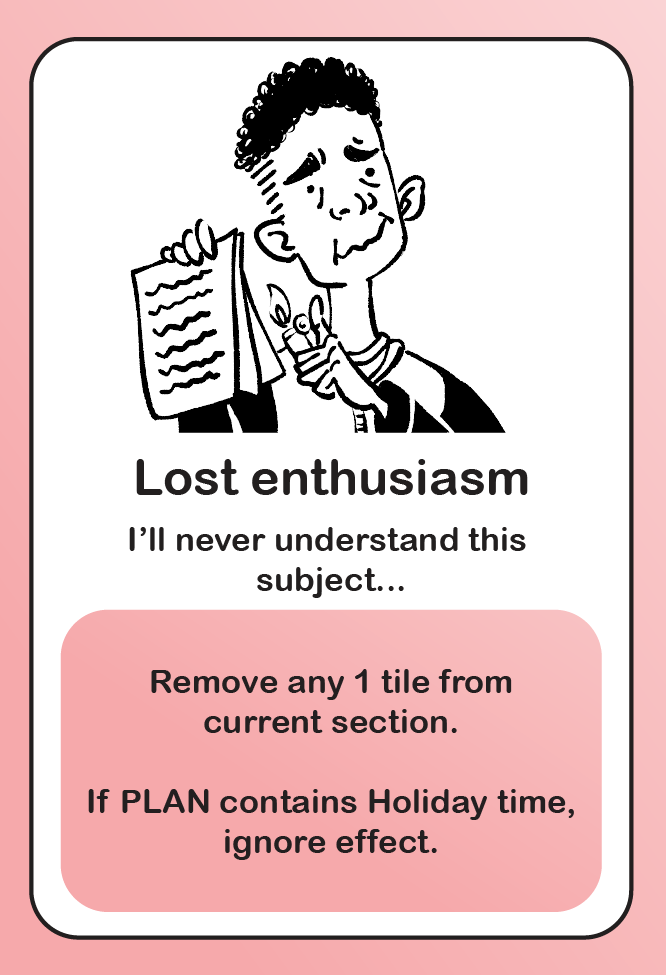 Lost enthusiasm
I’ll never understand this
subject...
Remove any 1 tile from
current section.
If PLAN contains Holiday time,
ignore effect.